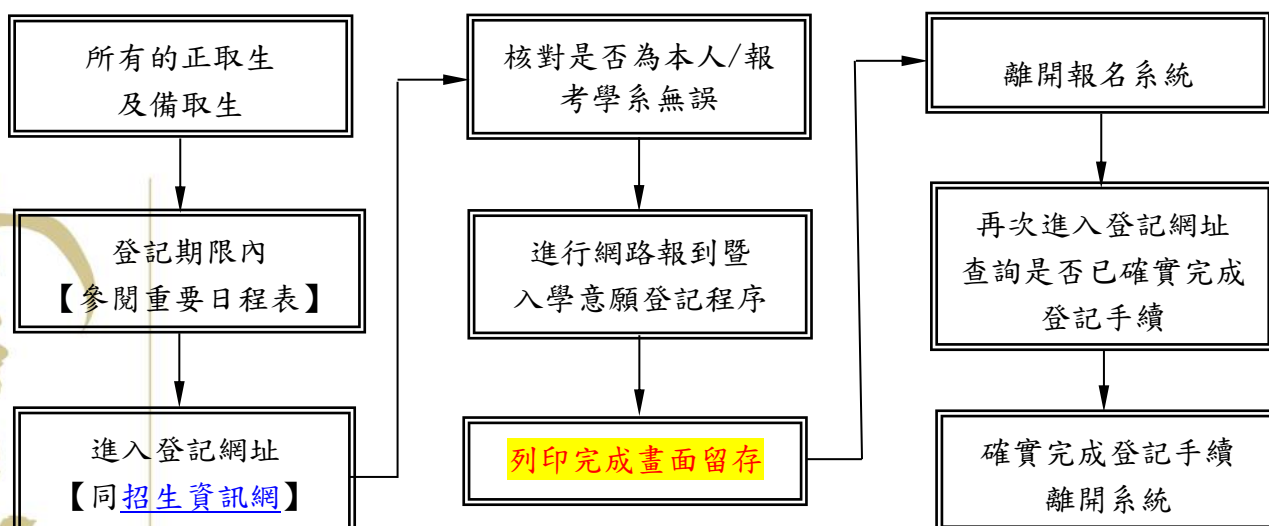 所有的正取生
及備取生
登記期限內
【參閱重要日程表】
進入登記網址
【同招生資訊網】
核對是否為本人/報
考學系無誤
進行網路報到暨
入學意願登記程序
列印完成畫面留存
離開報名系統
再次進入登記網址
查詢是否已確實完成
登記手續
確實完成登記手續
離開系統